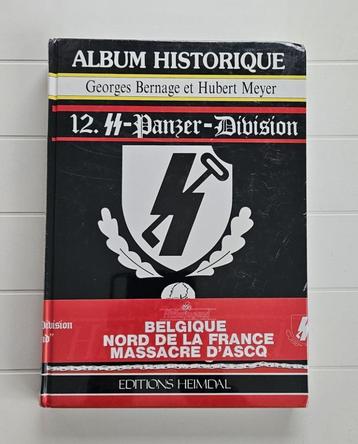 ALBUM HISTORIQUE
Georges Bernage et Hubert Meyer
12. SS-Panzer-Division
BELGIQUE
NORD DE LA FRANCE
MASSACRE D'ASCQ
EDITIONS HEIMDAL